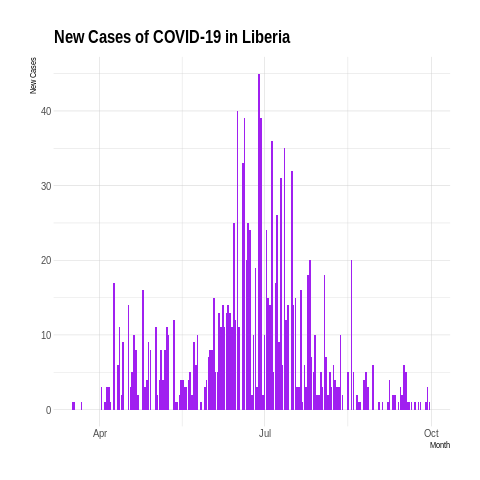 New Cases of COVID-19 in Liberia
New Cases
40
30
20
10
0
Apr
Jul
Oct
Month